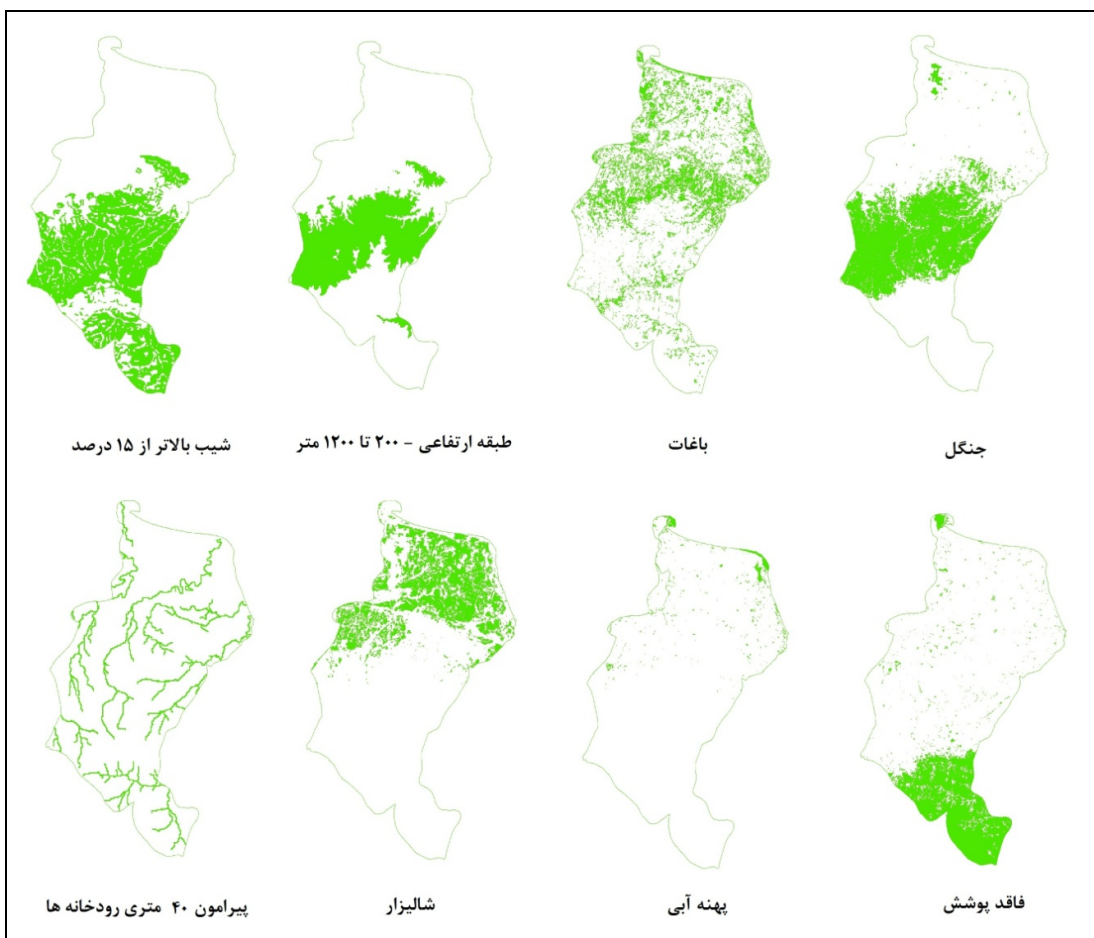 جنگل
باغات
طبقه ارتفاعی - ۲۰۰ تا ۱۲۰۰ متر
شیب بالاتر از ۱۵ درصد
فاقد پوشش
پهنه آبی
شالیزار
پیرامون ۴۰ متری رودخانه ها